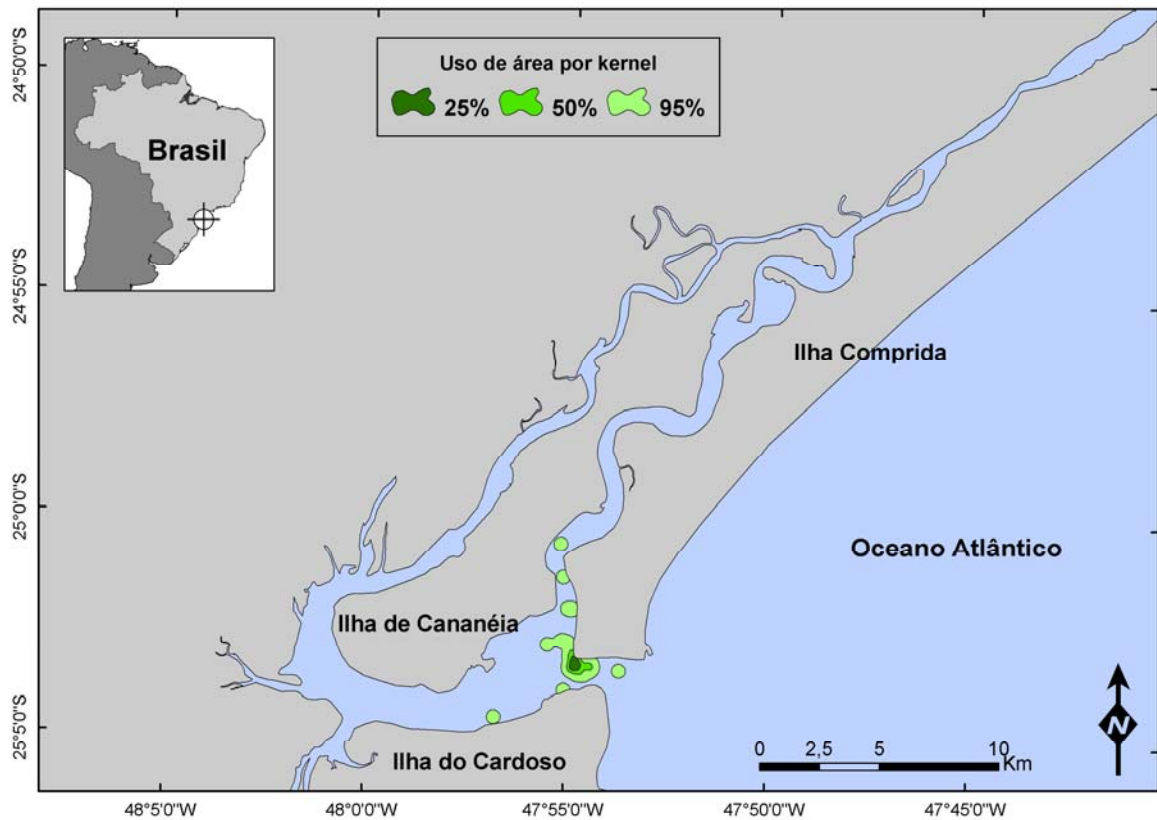 Uso de área por kernel
25% 50% 95%
Brasil
Ilha Comprida
Oceano Atlântico
Ilha de Cananéia
Ilha do Cardoso
0 2,5 5 10
Km
N
24°50'0"S
24°55'0"S
25°0'0"S
25°5'0"S
48°5'0"W 48°0'0"W 47°55'0"W 47°50'0"W 47°45'0"W